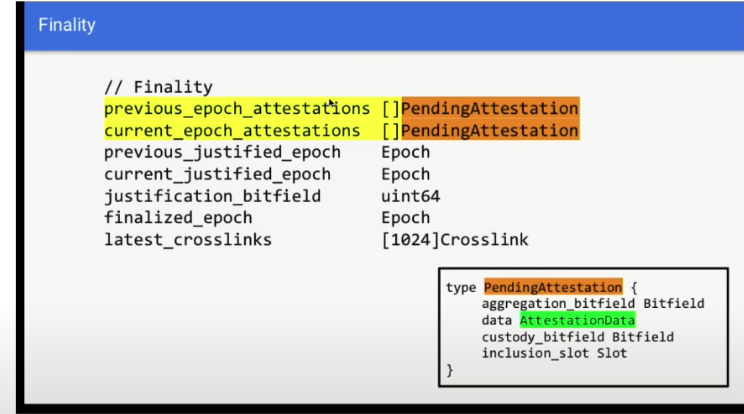 Finality
// Finality
previous_epoch_attestations []PendingAttestation
current_epoch_attestations []PendingAttestation
previous_justified_epoch Epoch
current_justified_epoch Epoch
justification_bitfield uint64
finalized_epoch Epoch
latest_crosslinks [1024]Crosslink
type PendingAttestation {
aggregation_bitfield Bitfield
data AttestationData
custody_bitfield Bitfield
inclusion_slot Slot
}